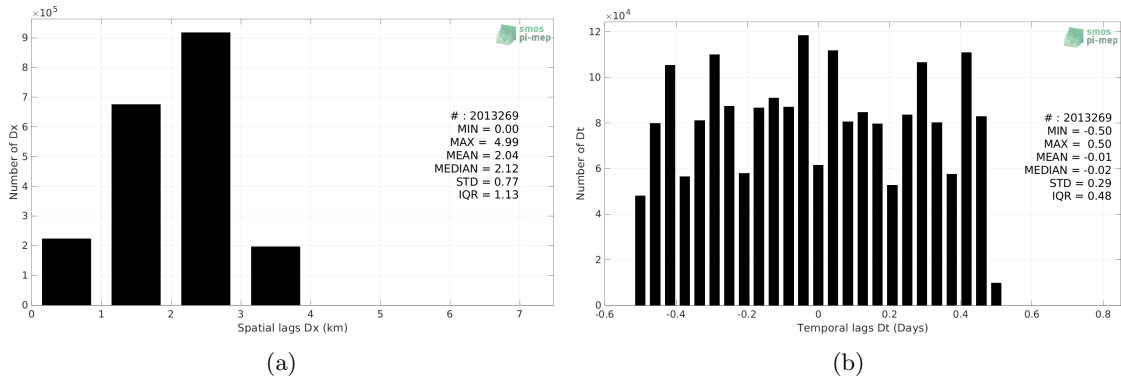 ×10⁵
9
8
7
6
5
4
3
2
1
0
Number of Dx
smos
pi-mep
# : 2013269
MIN = 0.00
MAX = 4.99
MEAN = 2.04
MEDIAN = 2.12
STD = 0.77
IQR = 1.13
0 1 2 3 4 5 6 7
Spatial lags Dx (km)
(a)
×10⁴
12
10
8
6
4
2
0
Number of Dt
smos
pi-mep
# : 2013269
MIN = -0.50
MAX = 0.50
MEAN = -0.01
MEDIAN = -0.02
STD = 0.29
IQR = 0.48
-0.6 -0.4 -0.2 0 0.2 0.4 0.6 0.8
Temporal lags Dt (Days)
(b)